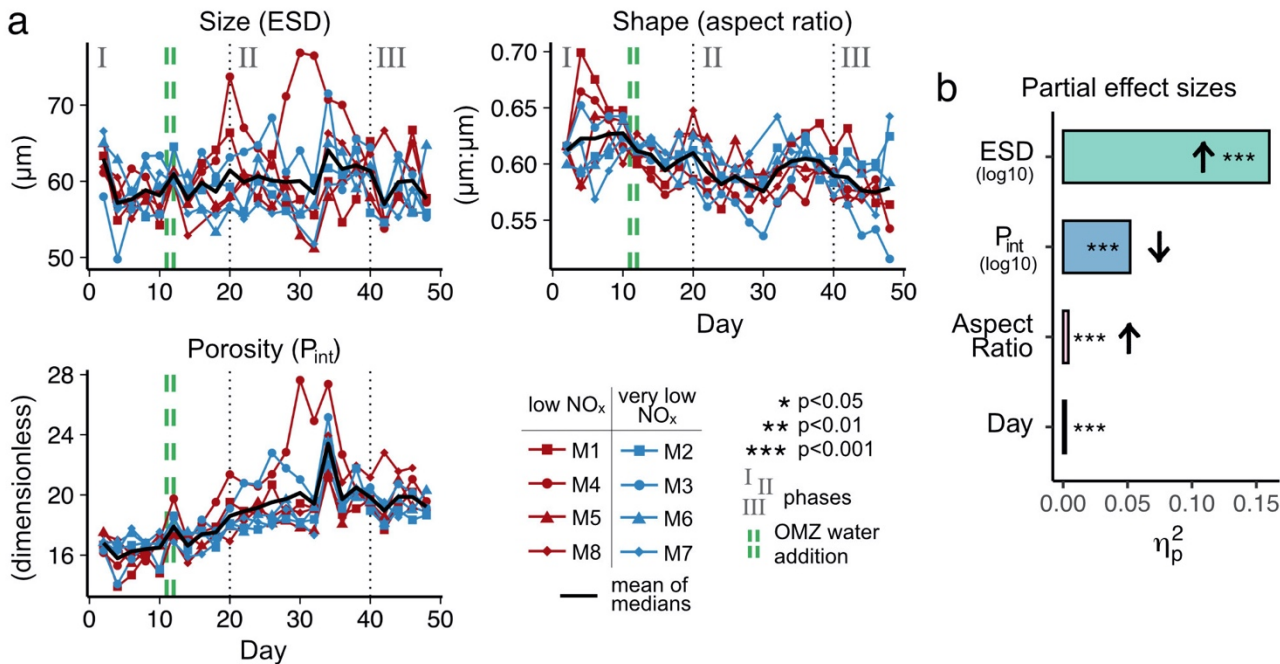 a
Size (ESD)
I
II
III
(μm)
70
60
50
0 10 20 30 40 50
Shape (aspect ratio)
I
II
III
(μm:μm)
0.70
0.65
0.60
0.55
0 10 20 30 40 50
Day
Porosity (Pint)
(dimensionless)
28
24
20
16
0 10 20 30 40 50
Day
low NOx
very low NOx
M1
M2
M4
M3
M5
M6
M8
M7
mean of
medians
* p<0.05
** p<0.01
*** p<0.001
I II III phases
OMZ water
addition
b
Partial effect sizes
ESD
(log10)
↑ ***
Pint
(log10)
*** ↓
Aspect
Ratio
*** ↑
Day
***
0.00 0.05 0.10 0.15
η²p